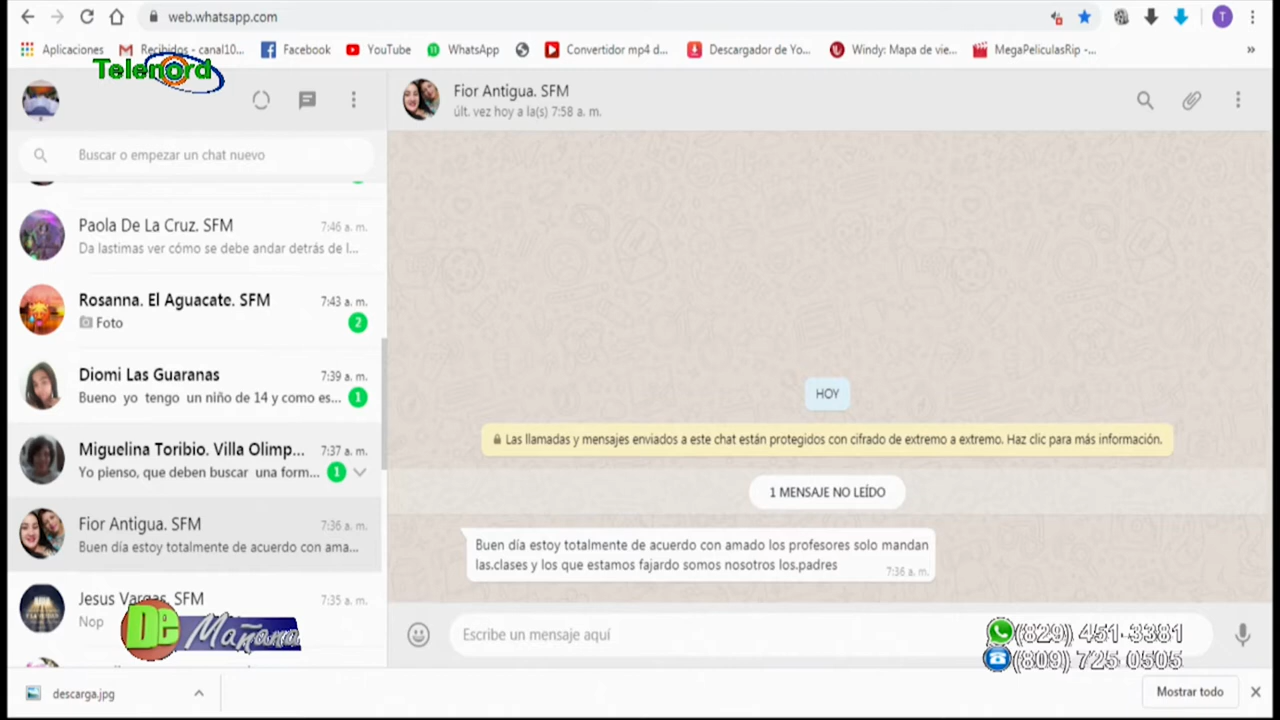 web.whatsapp.com
T
Aplicaciones
Recibidos - canal10...
Facebook
YouTube
WhatsApp
Convertidor mp4 d...
Descargador de Yo...
Windy: Mapa de vie...
MegaPeliculasRip -...
»
Telenord
Fior Antigua. SFM
últ. vez hoy a la(s) 7:58 a. m.
Buscar o empezar un chat nuevo
Paola De La Cruz. SFM
7:46 a. m.
Da lastimas ver cómo se debe andar detrás de l...
Rosanna. El Aguacate. SFM
7:43 a. m.
Foto
2
Diomi Las Guaranas
7:39 a. m.
Bueno yo tengo un niño de 14 y como es...
1
Miguelina Toribio. Villa Olimp...
7:37 a. m.
Yo pienso, que deben buscar una form...
1
Fior Antigua. SFM
7:36 a. m.
Buen día estoy totalmente de acuerdo con ama...
Jesus Vargas. SFM
7:35 a. m.
Nop
De Mañana
HOY
Las llamadas y mensajes enviados a este chat están protegidos con cifrado de extremo a extremo. Haz clic para más información.
1 MENSAJE NO LEÍDO
Buen día estoy totalmente de acuerdo con amado los profesores solo mandan
las.clases y los que estamos fajardo somos nosotros los.padres
7:36 a. m.
Escribe un mensaje aquí
(829) 451-3381
(809) 725 0505
descarga.jpg
Mostrar todo